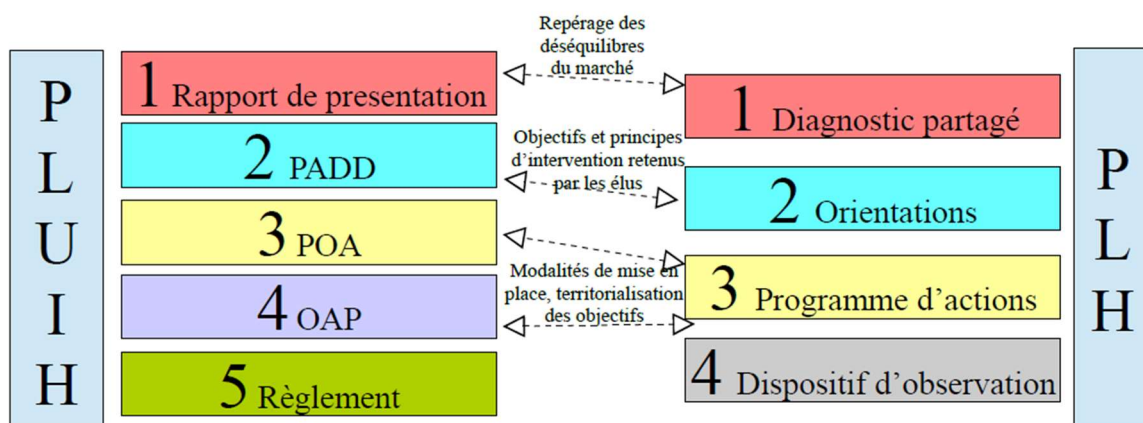 PLUIH
1 Rapport de presentation
2 PADD
3 POA
4 OAP
5 Règlement
Repérage des
déséquilibres
du marché
Objectifs et principes
d'intervention retenus
par les élus
Modalités de mise en
place, territorialisation
des objectifs
1 Diagnostic partagé
2 Orientations
3 Programme d'actions
4 Dispositif d'observation
PLH